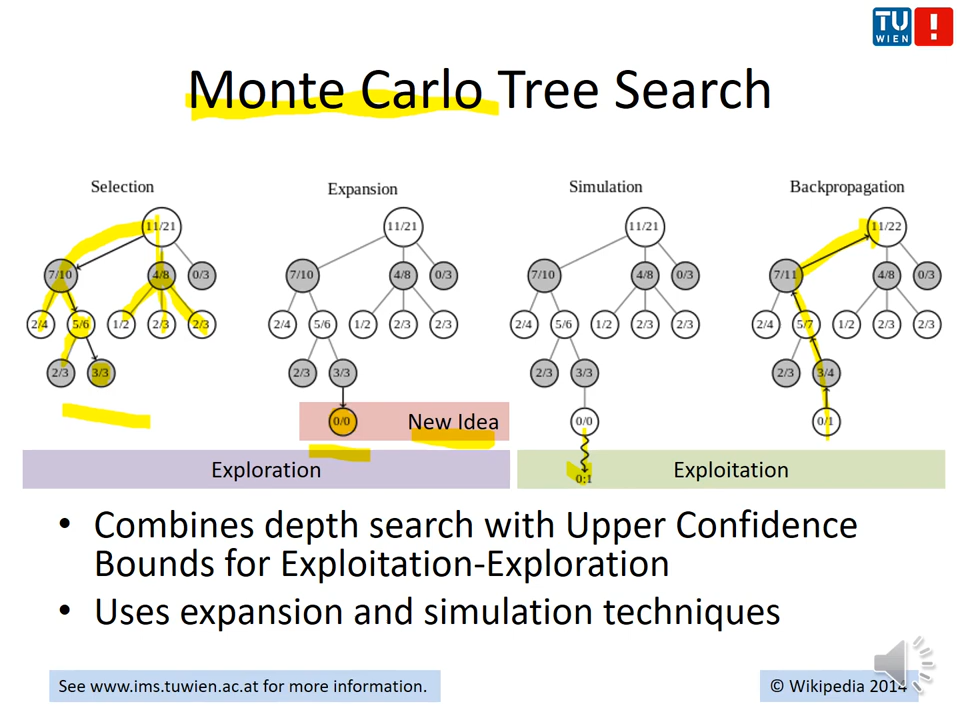 TU
WIEN
!
Monte Carlo Tree Search
Selection
Expansion
Simulation
Backpropagation
11/21
11/21
11/21
11/22
7/10 4/8 0/3
7/10 4/8 0/3
7/10 4/8 0/3
7/11 4/8 0/3
2/4 5/6 1/2 2/3 2/3
2/4 5/6 1/2 2/3 2/3
2/4 5/6 1/2 2/3 2/3
2/4 5/7 1/2 2/3 2/3
2/3 3/3
2/3 3/3
2/3 3/3
2/3 3/4
0/0
New Idea
0/0
0/1
Exploration
0:1
Exploitation
• Combines depth search with Upper Confidence
Bounds for Exploitation-Exploration
• Uses expansion and simulation techniques
See www.ims.tuwien.ac.at for more information.
© Wikipedia 2014